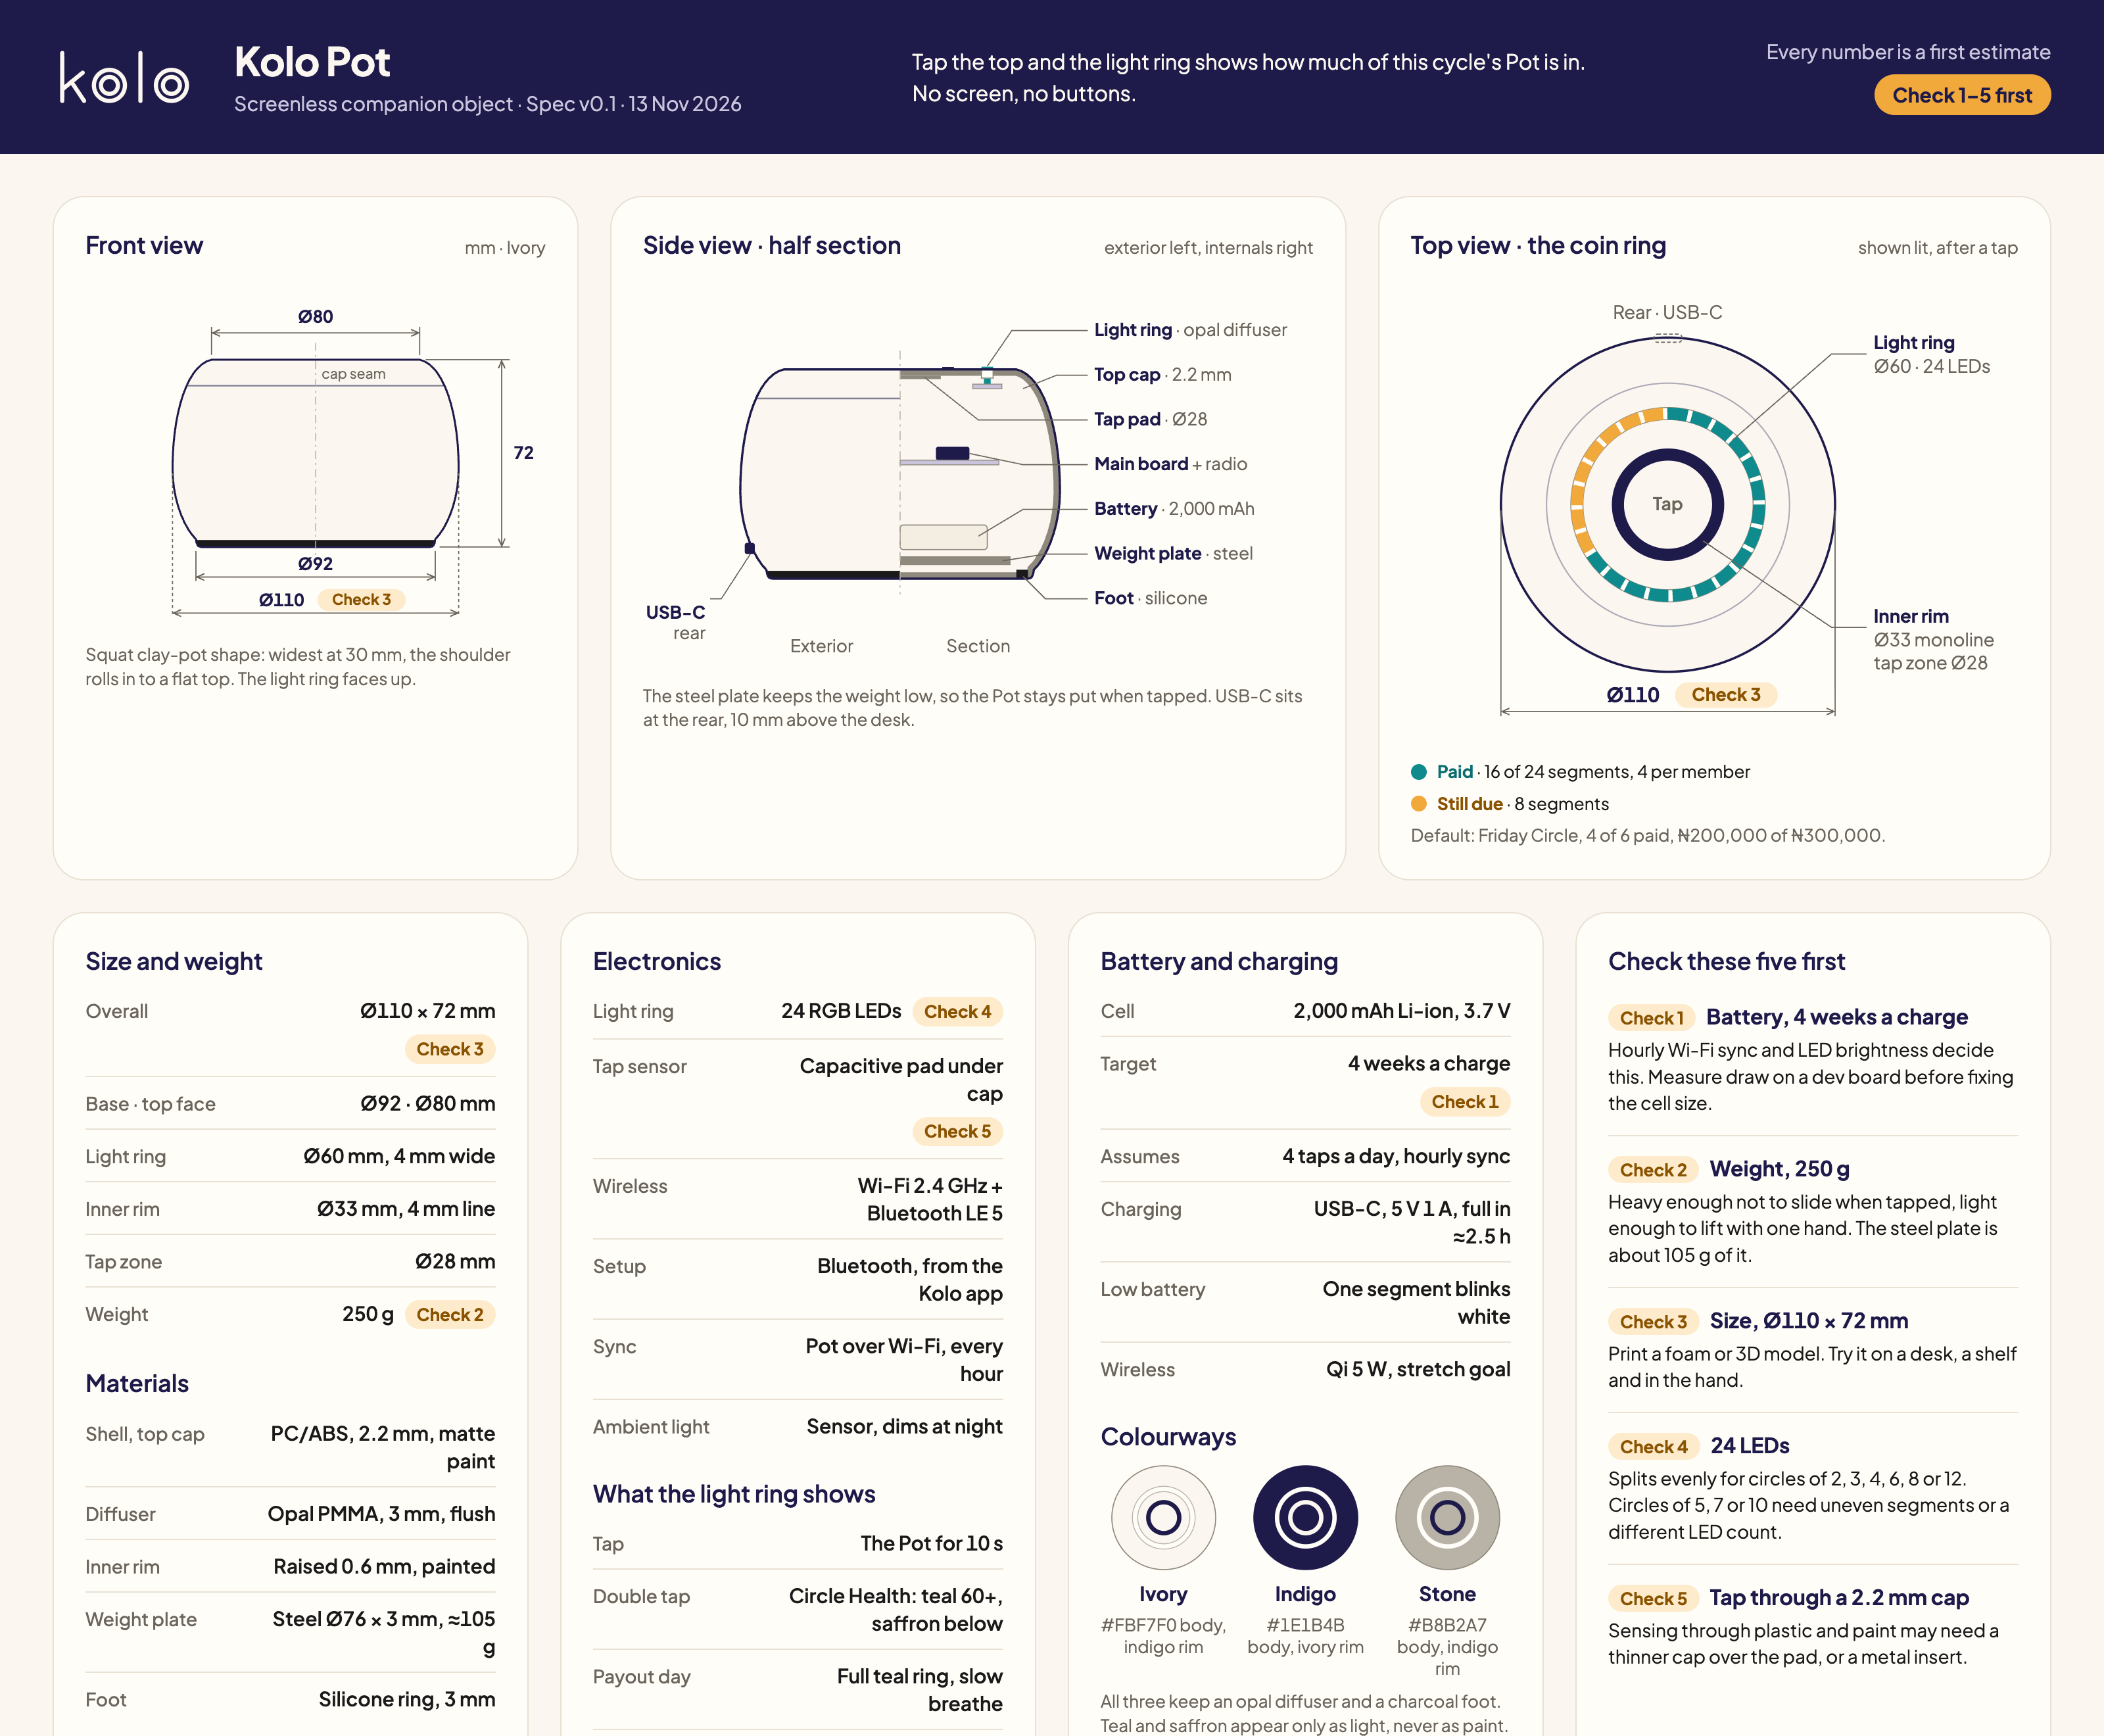 kolo
Kolo Pot
Screenless companion object · Spec v0.1 · 13 Nov 2026
Tap the top and the light ring shows how much of this cycle's Pot is in.
No screen, no buttons.
Every number is a first estimate
Check 1–5 first
Front view
mm · Ivory
Ø80
cap seam
72
Ø92
Ø110 Check 3
Squat clay-pot shape: widest at 30 mm, the shoulder
rolls in to a flat top. The light ring faces up.
Side view · half section
exterior left, internals right
Light ring · opal diffuser
Top cap · 2.2 mm
Tap pad · Ø28
Main board + radio
Battery · 2,000 mAh
Weight plate · steel
Foot · silicone
USB-C
rear
Exterior
Section
The steel plate keeps the weight low, so the Pot stays put when tapped. USB-C sits
at the rear, 10 mm above the desk.
Top view · the coin ring
shown lit, after a tap
Rear · USB-C
Light ring
Ø60 · 24 LEDs
Tap
Inner rim
Ø33 monoline
tap zone Ø28
Ø110 Check 3
Paid · 16 of 24 segments, 4 per member
Still due · 8 segments
Default: Friday Circle, 4 of 6 paid, ₦200,000 of ₦300,000.
Size and weight
Overall Ø110 × 72 mm
Check 3
Base · top face Ø92 · Ø80 mm
Light ring Ø60 mm, 4 mm wide
Inner rim Ø33 mm, 4 mm line
Tap zone Ø28 mm
Weight 250 g Check 2
Materials
Shell, top cap PC/ABS, 2.2 mm, matte
paint
Diffuser Opal PMMA, 3 mm, flush
Inner rim Raised 0.6 mm, painted
Weight plate Steel Ø76 × 3 mm, ≈105
g
Foot Silicone ring, 3 mm
Electronics
Light ring 24 RGB LEDs Check 4
Tap sensor Capacitive pad under
cap
Check 5
Wireless Wi-Fi 2.4 GHz +
Bluetooth LE 5
Setup Bluetooth, from the
Kolo app
Sync Pot over Wi-Fi, every
hour
Ambient light Sensor, dims at night
What the light ring shows
Tap The Pot for 10 s
Double tap Circle Health: teal 60+,
saffron below
Payout day Full teal ring, slow
breathe
Battery and charging
Cell 2,000 mAh Li-ion, 3.7 V
Target 4 weeks a charge
Check 1
Assumes 4 taps a day, hourly sync
Charging USB-C, 5 V 1 A, full in
≈2.5 h
Low battery One segment blinks
white
Wireless Qi 5 W, stretch goal
Colourways
Ivory
#FBF7F0 body,
indigo rim
Indigo
#1E1B4B
body, ivory rim
Stone
#B8B2A7
body, indigo
rim
All three keep an opal diffuser and a charcoal foot.
Teal and saffron appear only as light, never as paint.
Check these five first
Check 1 Battery, 4 weeks a charge
Hourly Wi-Fi sync and LED brightness decide
this. Measure draw on a dev board before fixing
the cell size.
Check 2 Weight, 250 g
Heavy enough not to slide when tapped, light
enough to lift with one hand. The steel plate is
about 105 g of it.
Check 3 Size, Ø110 × 72 mm
Print a foam or 3D model. Try it on a desk, a shelf
and in the hand.
Check 4 24 LEDs
Splits evenly for circles of 2, 3, 4, 6, 8 or 12.
Circles of 5, 7 or 10 need uneven segments or a
different LED count.
Check 5 Tap through a 2.2 mm cap
Sensing through plastic and paint may need a
thinner cap over the pad, or a metal insert.